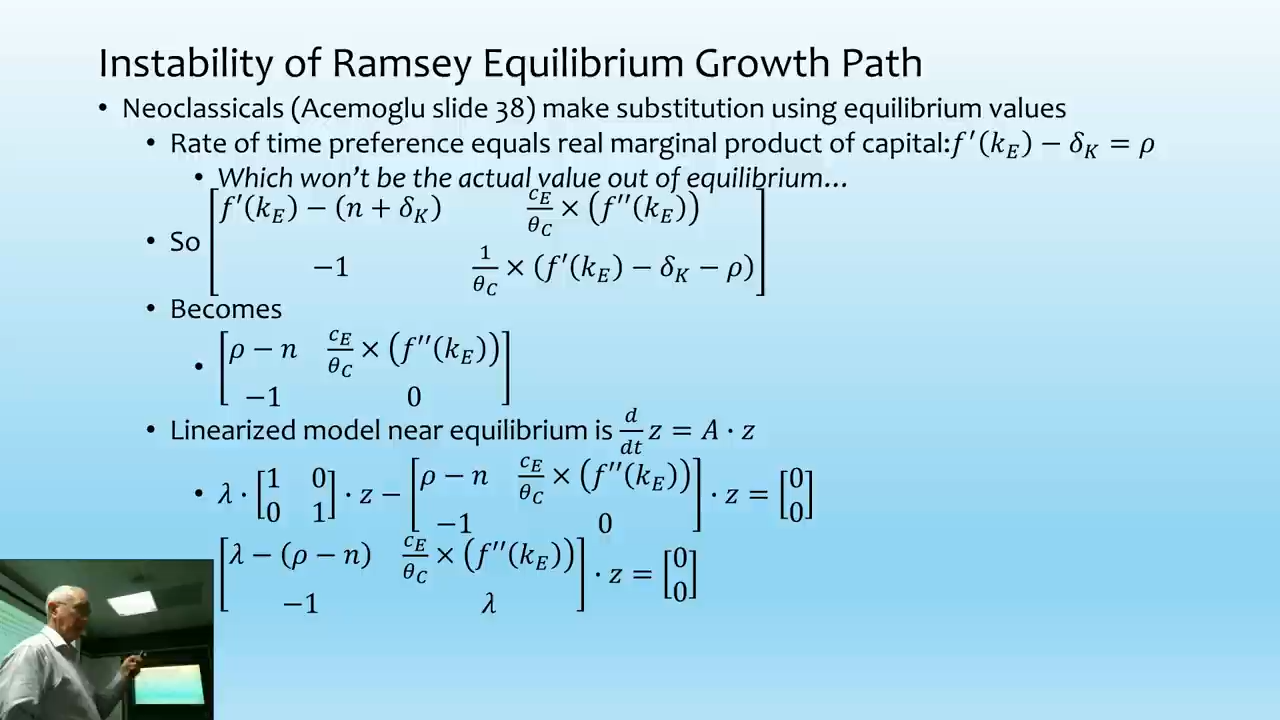 Instability of Ramsey Equilibrium Growth Path
• Neoclassicals (Acemoglu slide 38) make substitution using equilibrium values
• Rate of time preference equals real marginal product of capital: f′(k_E) − δ_K = ρ
• Which won't be the actual value out of equilibrium…
• So [f′(k_E) − (n + δ_K)   c_E/θ_C × (f″(k_E))
−1   1/θ_C × (f′(k_E) − δ_K − ρ)]
• Becomes
• [ρ − n   c_E/θ_C × (f″(k_E))
−1   0]
• Linearized model near equilibrium is d/dt z = A · z
• λ · [1 0; 0 1] · z − [ρ − n   c_E/θ_C × (f″(k_E)); −1   0] · z = [0; 0]
[λ − (ρ − n)   c_E/θ_C × (f″(k_E)); −1   λ] · z = [0; 0]